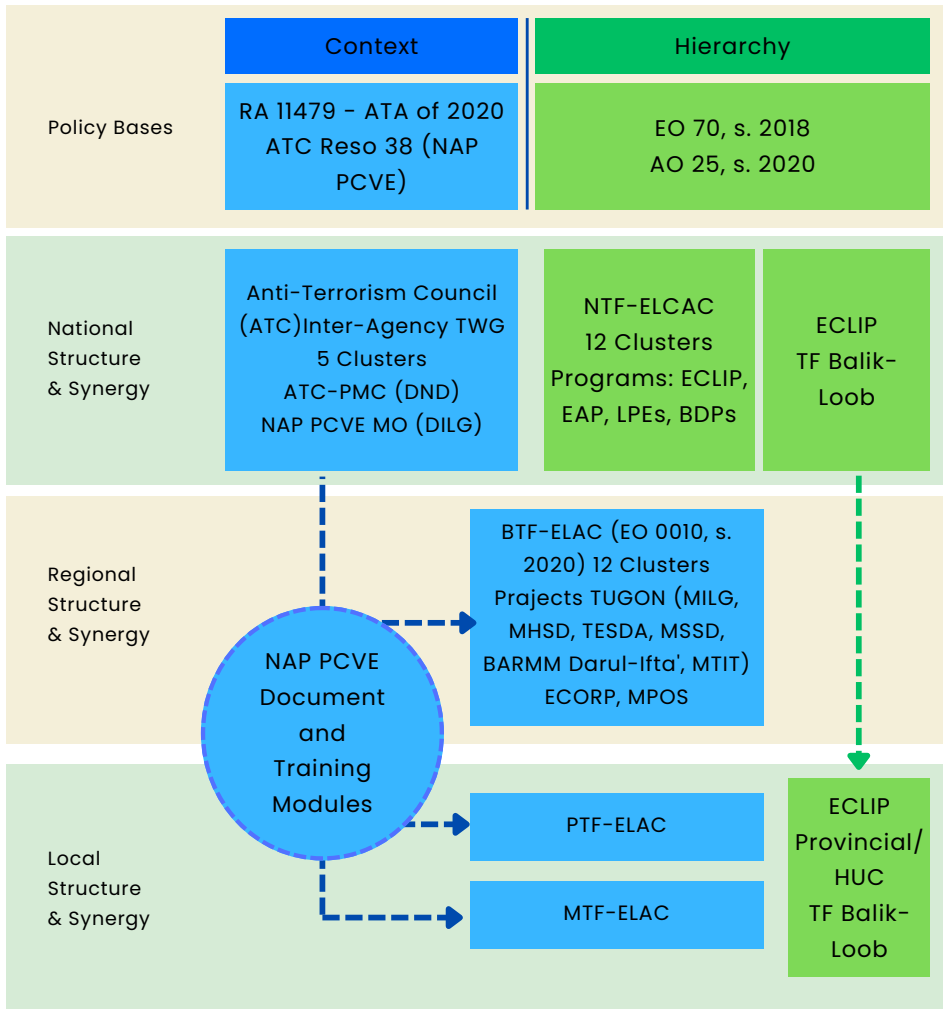 Context
Hierarchy
Policy Bases
RA 11479 - ATA of 2020
ATC Reso 38 (NAP
PCVE)
EO 70, s. 2018
AO 25, s. 2020
National
Structure
& Synergy
Anti-Terrorism Council
(ATC)Inter-Agency TWG
5 Clusters
ATC-PMC (DND)
NAP PCVE MO (DILG)
NTF-ELCAC
12 Clusters
Programs: ECLIP,
EAP, LPEs, BDPs
ECLIP
TF Balik-
Loob
Regional
Structure
& Synergy
BTF-ELAC (EO 0010, s.
2020) 12 Clusters
Prajects TUGON (MILG,
MHSD, TESDA, MSSD,
BARMM Darul-Ifta', MTIT)
ECORP, MPOS
NAP PCVE
Document
and
Training
Modules
Local
Structure
& Synergy
PTF-ELAC
MTF-ELAC
ECLIP
Provincial/
HUC
TF Balik-
Loob